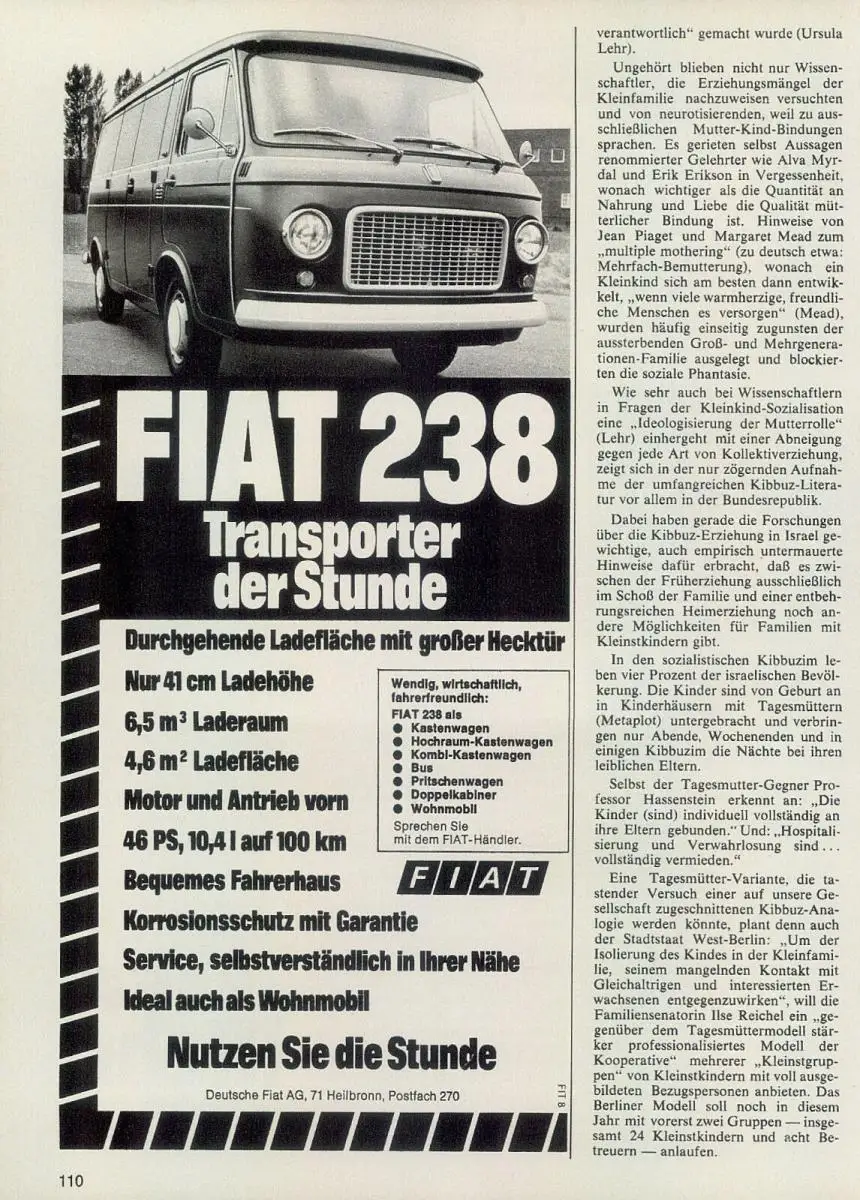 FIAT 238
Transporter
der Stunde
Durchgehende Ladefläche mit großer Hecktür
Nur 41 cm Ladehöhe
6,5 m³ Laderaum
4,6 m² Ladefläche
Motor und Antrieb vorn
46 PS, 10,4 l auf 100 km
Bequemes Fahrerhaus
Korrosionsschutz mit Garantie
Service, selbstverständlich in Ihrer Nähe
Ideal auch als Wohnmobil
Wendig, wirtschaftlich,
fahrerfreundlich:
FIAT 238 als
● Kastenwagen
● Hochraum-Kastenwagen
● Kombi-Kastenwagen
● Bus
● Pritschenwagen
● Doppelkabiner
● Wohnmobil
Sprechen Sie
mit dem FIAT-Händler.
FIAT
Nutzen Sie die Stunde
Deutsche Fiat AG, 71 Heilbronn, Postfach 270
FIT 8
110
verantwortlich“ gemacht wurde (Ursula
Lehr).
Ungehört blieben nicht nur Wissen-
schaftler, die Erziehungsmängel der
Kleinfamilie nachzuweisen versuchten
und von neurotisierenden, weil zu aus-
schließlichen Mutter-Kind-Bindungen
sprachen. Es gerieten selbst Aussagen
renommierter Gelehrter wie Alva Myr-
dal und Erik Erikson in Vergessenheit,
wonach wichtiger als die Quantität an
Nahrung und Liebe die Qualität müt-
terlicher Bindung ist. Hinweise von
Jean Piaget und Margaret Mead zum
„multiple mothering“ (zu deutsch etwa:
Mehrfach-Bemutterung), wonach ein
Kleinkind sich am besten dann entwik-
kelt, „wenn viele warmherzige, freundli-
che Menschen es versorgen“ (Mead),
wurden häufig einseitig zugunsten der
aussterbenden Groß- und Mehrgenera-
tionen-Familie ausgelegt und blockier-
ten die soziale Phantasie.
Wie sehr auch bei Wissenschaftlern
in Fragen der Kleinkind-Sozialisation
eine „Ideologisierung der Mutterrolle“
(Lehr) einhergeht mit einer Abneigung
gegen jede Art von Kollektiverziehung,
zeigt sich in der nur zögernden Aufnah-
me der umfangreichen Kibbuz-Litera-
tur vor allem in der Bundesrepublik.
Dabei haben gerade die Forschungen
über die Kibbuz-Erziehung in Israel ge-
wichtige, auch empirisch untermauerte
Hinweise dafür erbracht, daß es zwi-
schen der Früherziehung ausschließlich
im Schoß der Familie und einer entbeh-
rungsreichen Heimerziehung noch an-
dere Möglichkeiten für Familien mit
Kleinstkindern gibt.
In den sozialistischen Kibbuzim le-
ben vier Prozent der israelischen Bevöl-
kerung. Die Kinder sind von Geburt an
in Kinderhäusern mit Tagesmüttern
(Metaplot) untergebracht und verbrin-
gen nur Abende, Wochenenden und in
einigen Kibbuzim die Nächte bei ihren
leiblichen Eltern.
Selbst der Tagesmutter-Gegner Pro-
fessor Hassenstein erkennt an: „Die
Kinder (sind) individuell vollständig an
ihre Eltern gebunden.“ Und: „Hospitali-
sierung und Verwahrlosung sind ...
vollständig vermieden.“
Eine Tagesmütter-Variante, die ta-
stender Versuch einer auf unsere Ge-
sellschaft zugeschnittenen Kibbuz-Ana-
logie werden könnte, plant denn auch
der Stadtstaat West-Berlin: „Um der
Isolierung des Kindes in der Kleinfami-
lie, seinem mangelnden Kontakt mit
Gleichaltrigen und interessierten Er-
wachsenen entgegenzuwirken“, will die
Familiensenatorin Ilse Reichel ein „ge-
genüber dem Tagesmüttermodell stär-
ker professionalisiertes Modell der
Kooperative“ mehrerer „Kleinstgrup-
pen“ von Kleinstkindern mit voll ausge-
bildeten Bezugspersonen anbieten. Das
Berliner Modell soll noch in diesem
Jahr mit vorerst zwei Gruppen — insge-
samt 24 Kleinstkindern und acht Be-
treuern — anlaufen.